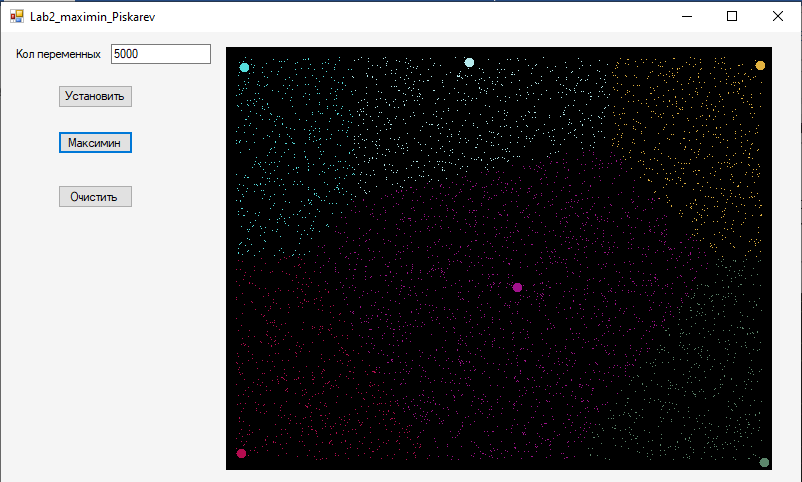 Lab2_maximin_Piskarev
Кол переменных 5000
Установить
Максимин
Очистить